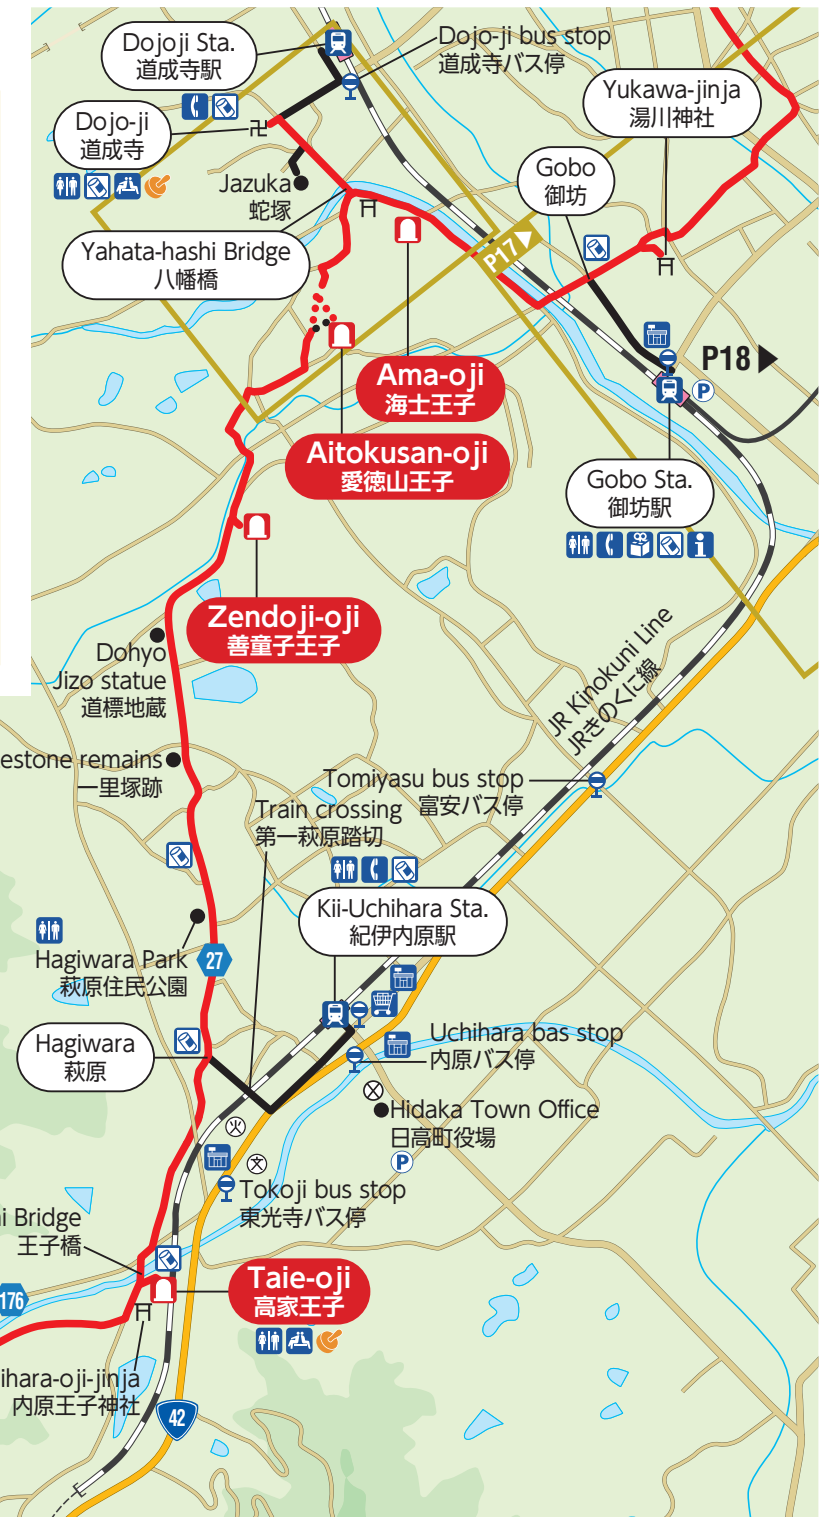 Dojoji Sta.
道成寺駅
Dojo-ji bus stop
道成寺バス停
Yukawa-jinja
湯川神社
Dojo-ji
道成寺
卍
Gobo
御坊
Jazuka
蛇塚
Yahata-hashi Bridge
八幡橋
P17
P18
P
Ama-oji
海士王子
Aitokusan-oji
愛徳山王子
Gobo Sta.
御坊駅
Zendoji-oji
善童子王子
Dohyo
Jizo statue
道標地蔵
JR Kinokuni Line
JRきのくに線
estone remains
一里塚跡
Tomiyasu bus stop
富安バス停
Train crossing
第一萩原踏切
Kii-Uchihara Sta.
紀伊内原駅
Hagiwara Park
萩原住民公園
27
Hagiwara
萩原
Uchihara bas stop
内原バス停
Hidaka Town Office
日高町役場
P
火
文
Tokoji bus stop
東光寺バス停
i Bridge
王子橋
Taie-oji
高家王子
176
ihara-oji-jinja
内原王子神社
42